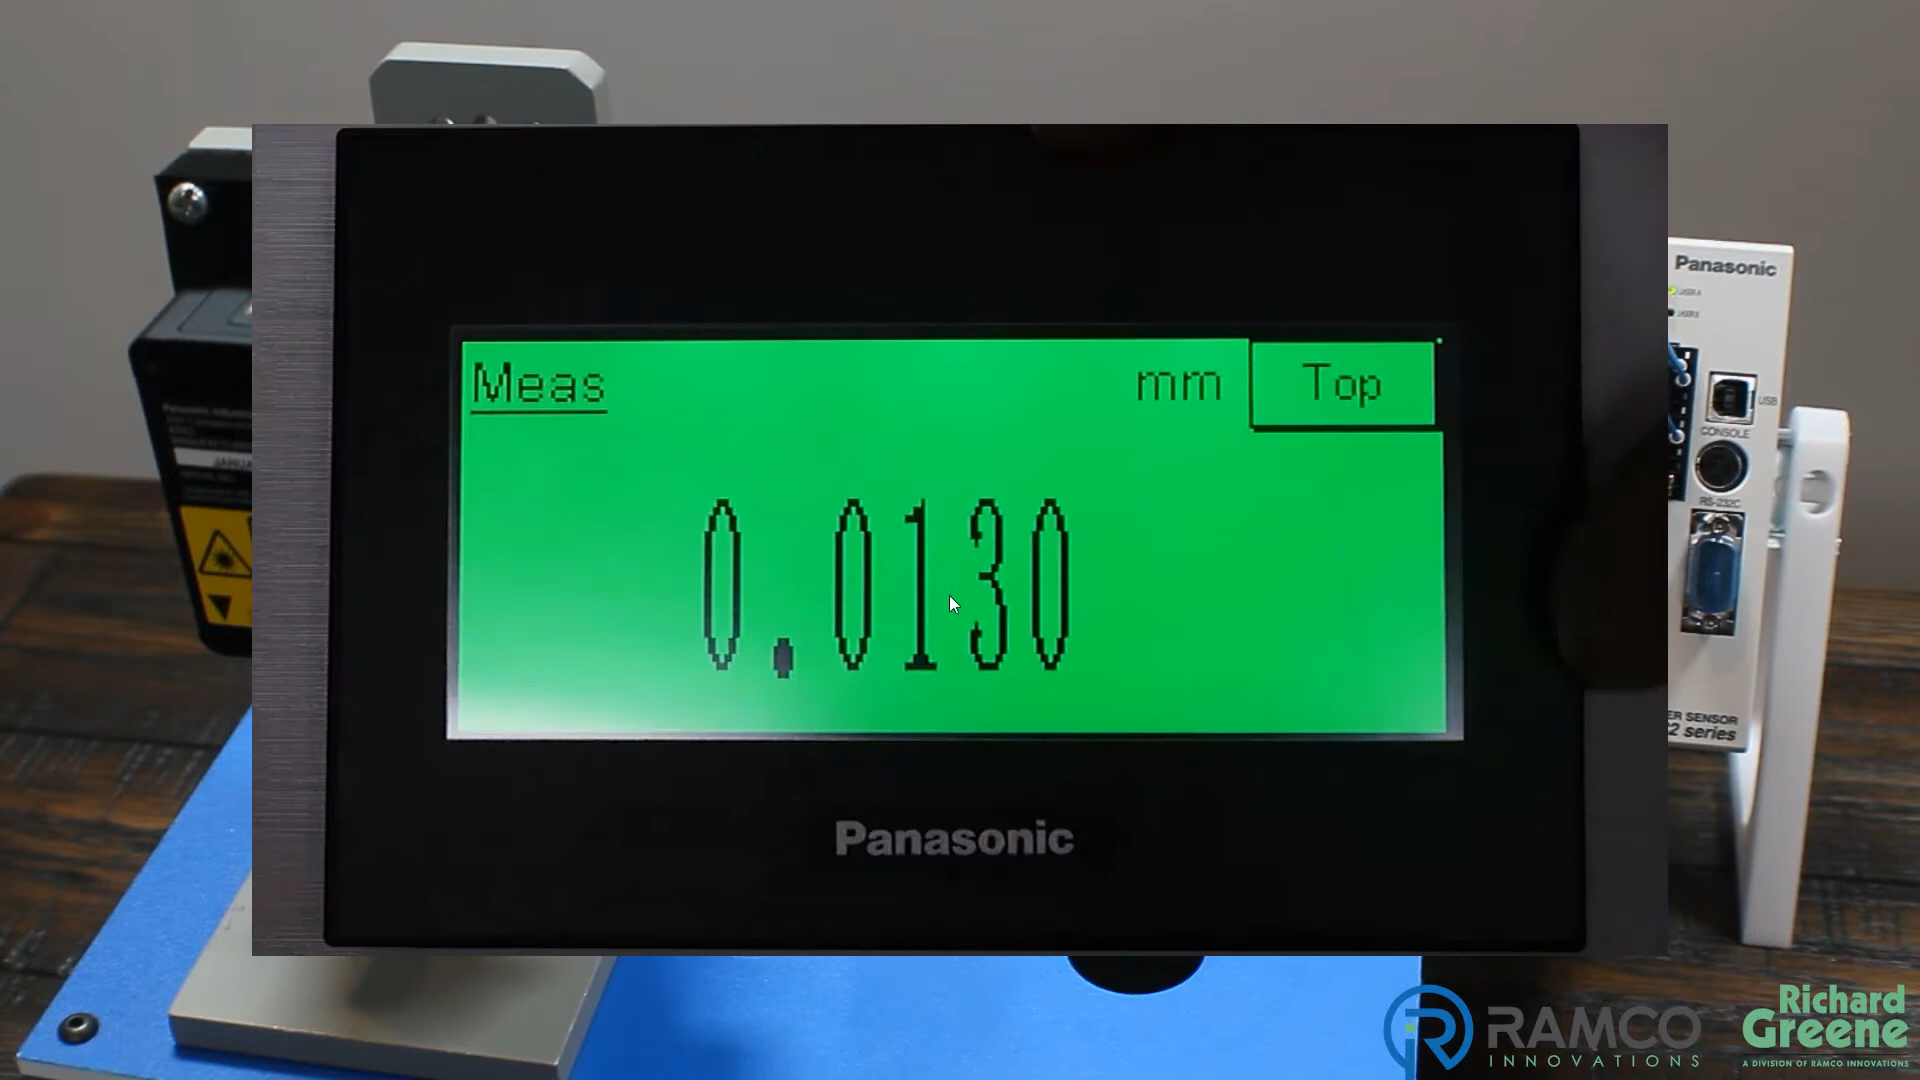 Meas mm Top
0.0130
Panasonic
Panasonic
USB
CONSOLE
RS-232C
ER SENSOR
2 series
RAMCO
INNOVATIONS
Richard
Greene
A DIVISION OF RAMCO INNOVATIONS